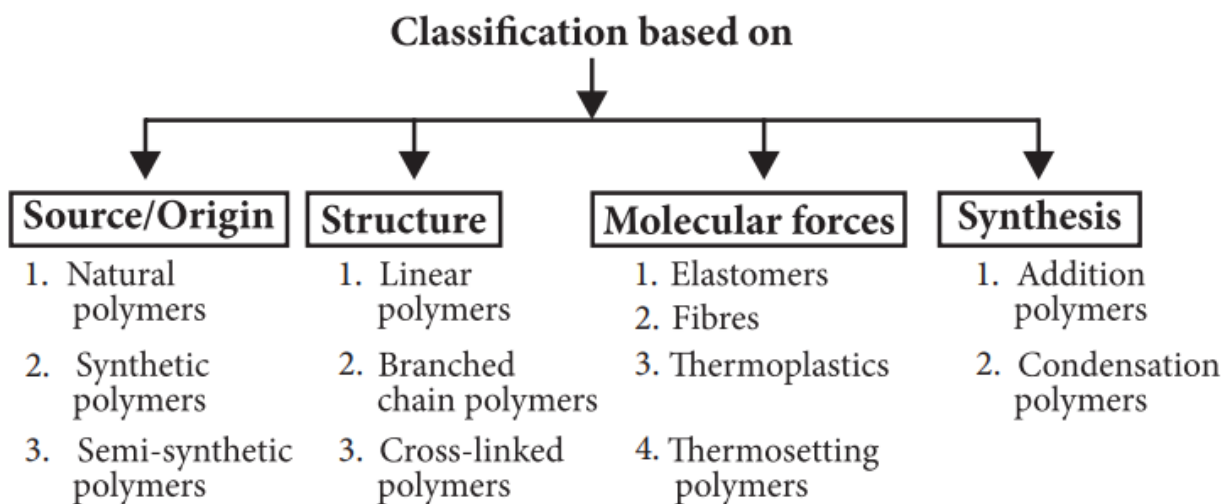 Classification based on
Source/Origin
1. Natural
polymers
2. Synthetic
polymers
3. Semi-synthetic
polymers
Structure
1. Linear
polymers
2. Branched
chain polymers
3. Cross-linked
polymers
Molecular forces
1. Elastomers
2. Fibres
3. Thermoplastics
4. Thermosetting
polymers
Synthesis
1. Addition
polymers
2. Condensation
polymers